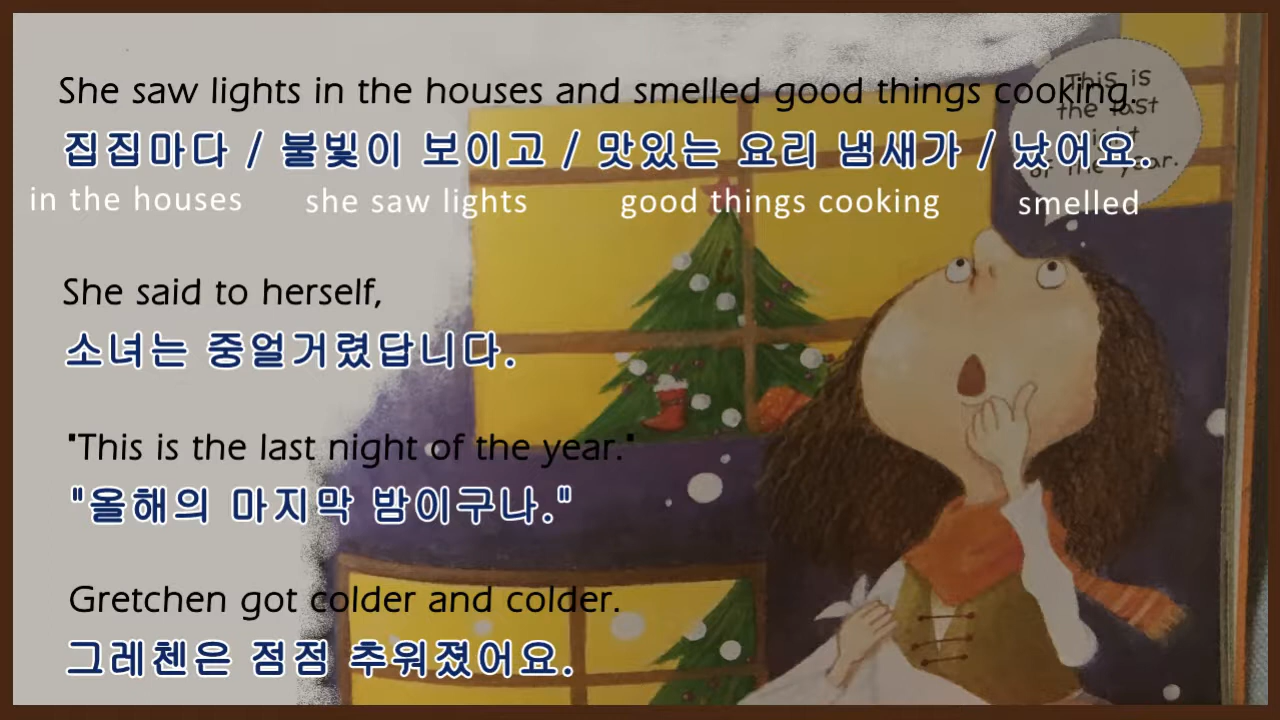 She saw lights in the houses and smelled good things cooking.
집집마다 / 불빛이 보이고 / 맛있는 요리 냄새가 / 났어요.
in the houses she saw lights good things cooking smelled
She said to herself,
소녀는 중얼거렸답니다.
"This is the last night of the year."
"올해의 마지막 밤이구나."
Gretchen got colder and colder.
그레첸은 점점 추워졌어요.
This is
the last
night
of the year.